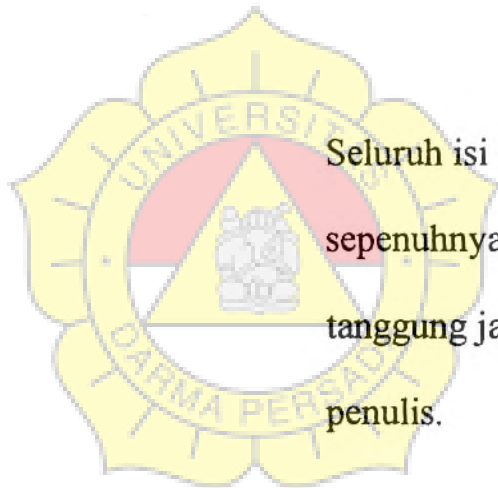 UNIVERSITAS
DARMA PERSADA
Seluruh isi
sepenuhnya
tanggung ja
penulis.